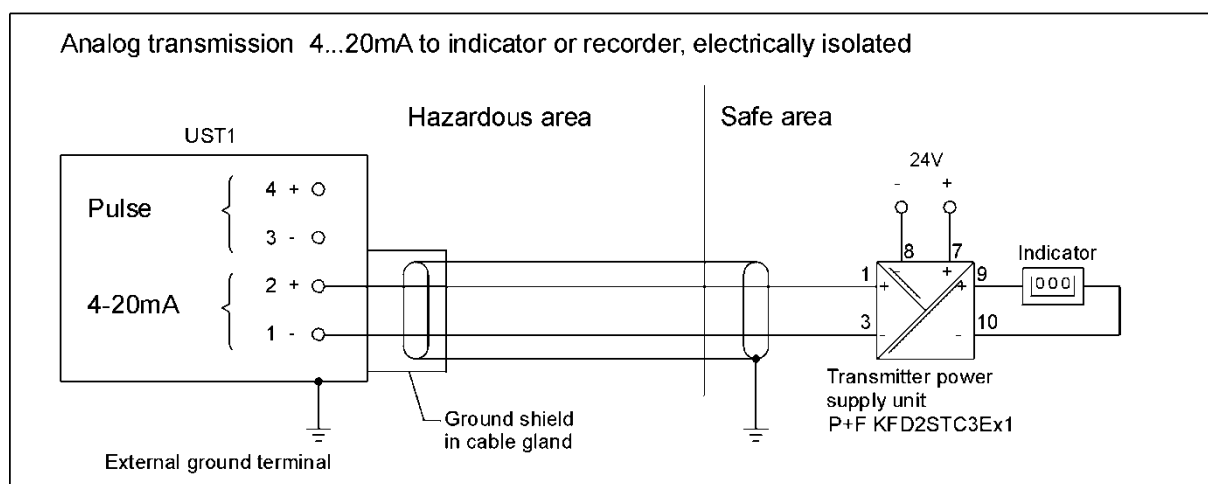 Analog transmission 4...20mA to indicator or recorder, electrically isolated
Hazardous area
Safe area
UST1
24V
- +
Pulse
4 + 
3 -
8 7
- +
Indicator
4-20mA
2 +
1 + + 9
000
1 -
3 - - 10
Transmitter power
supply unit
P+F KFD2STC3Ex1
Ground shield
in cable gland
External ground terminal